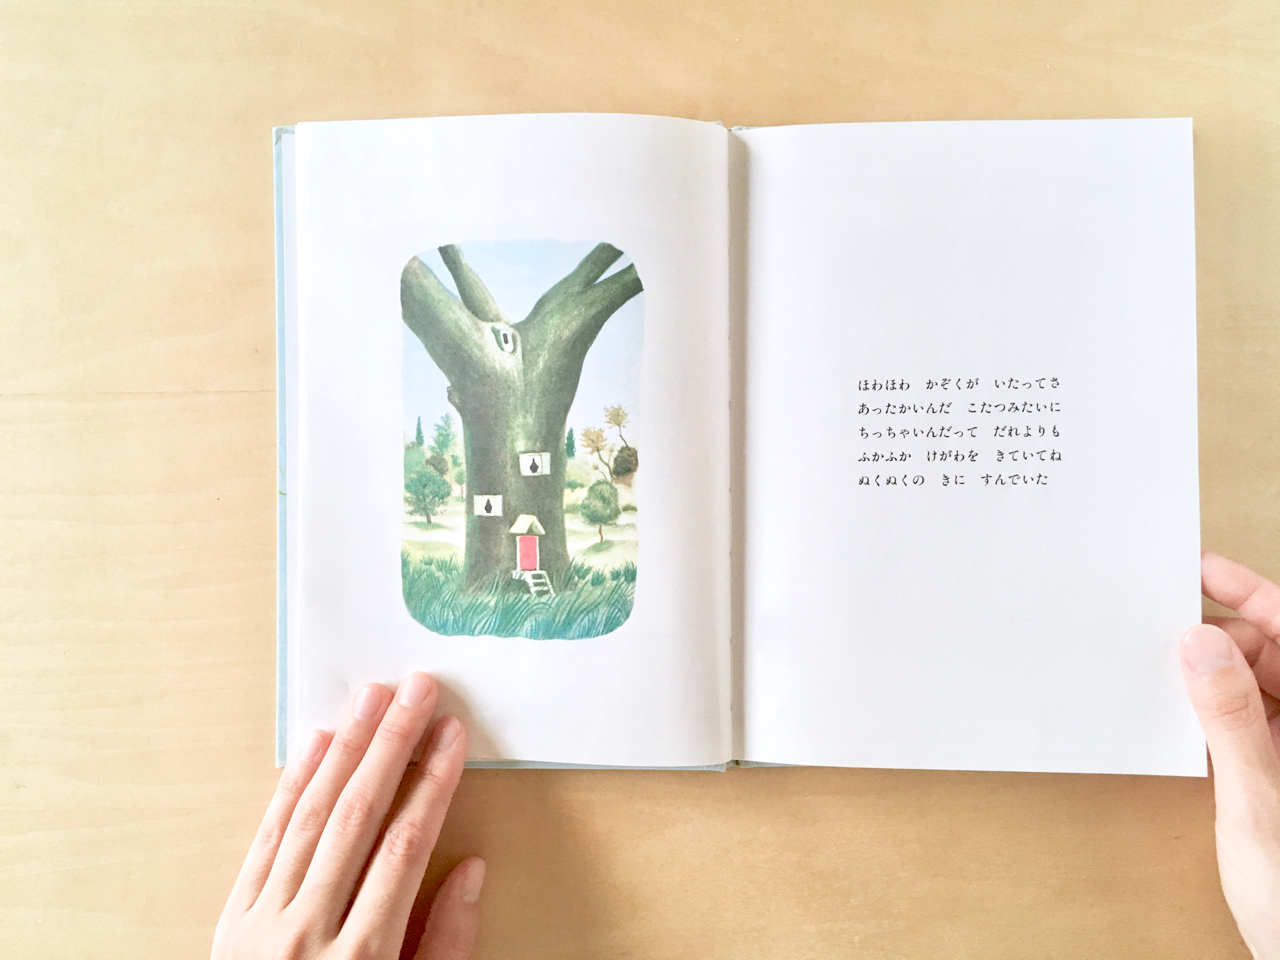 ほわほわ　かぞくが　いたってさ
あったかいんだ　こたつみたいに
ちっちゃいんだって　だれよりも
ふかふか　けがわを　きていてね
ぬくぬくの　きに　すんでいた